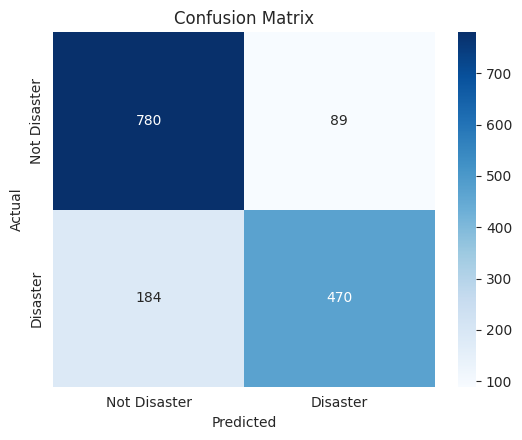 Confusion Matrix
Not Disaster
780
89
700
600
500
400
300
200
100
Actual
Disaster
184
470
Not Disaster
Disaster
Predicted